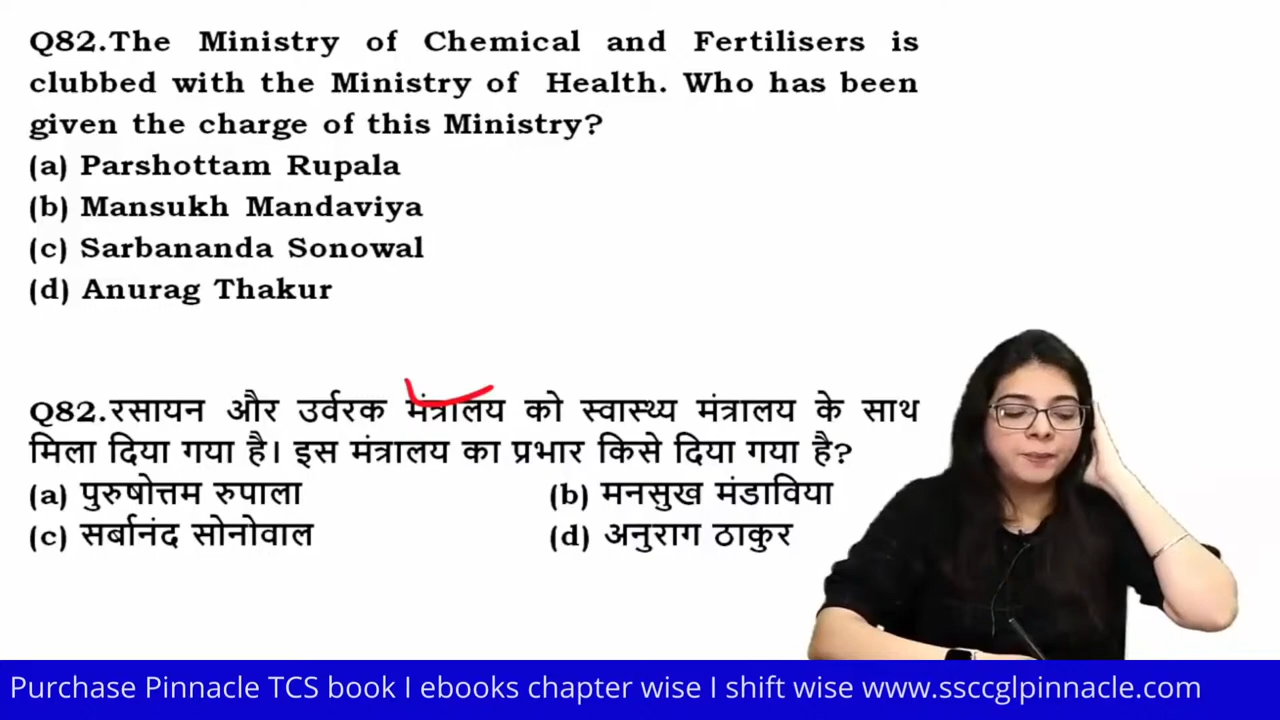 Q82.The Ministry of Chemical and Fertilisers is
clubbed with the Ministry of Health. Who has been
given the charge of this Ministry?
(a) Parshottam Rupala
(b) Mansukh Mandaviya
(c) Sarbananda Sonowal
(d) Anurag Thakur
Q82.रसायन और उर्वरक मंत्रालय को स्वास्थ्य मंत्रालय के साथ
मिला दिया गया है। इस मंत्रालय का प्रभार किसे दिया गया है?
(a) पुरुषोत्तम रुपाला (b) मनसुख मंडाविया
(c) सर्बानंद सोनोवाल (d) अनुराग ठाकुर
Purchase Pinnacle TCS book I ebooks chapter wise I shift wise www.ssccglpinnacle.com